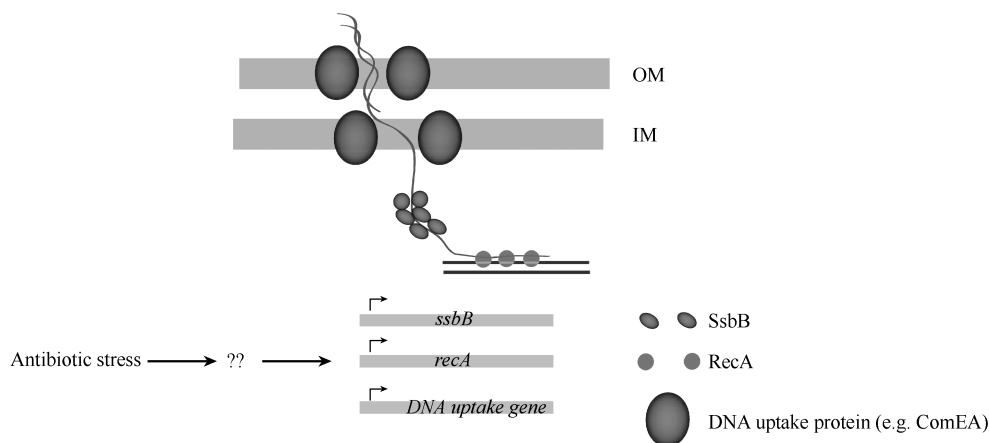 OM
IM
ssbB
SsbB
Antibiotic stress ??
recA
RecA
DNA uptake gene
DNA uptake protein (e.g. ComEA)